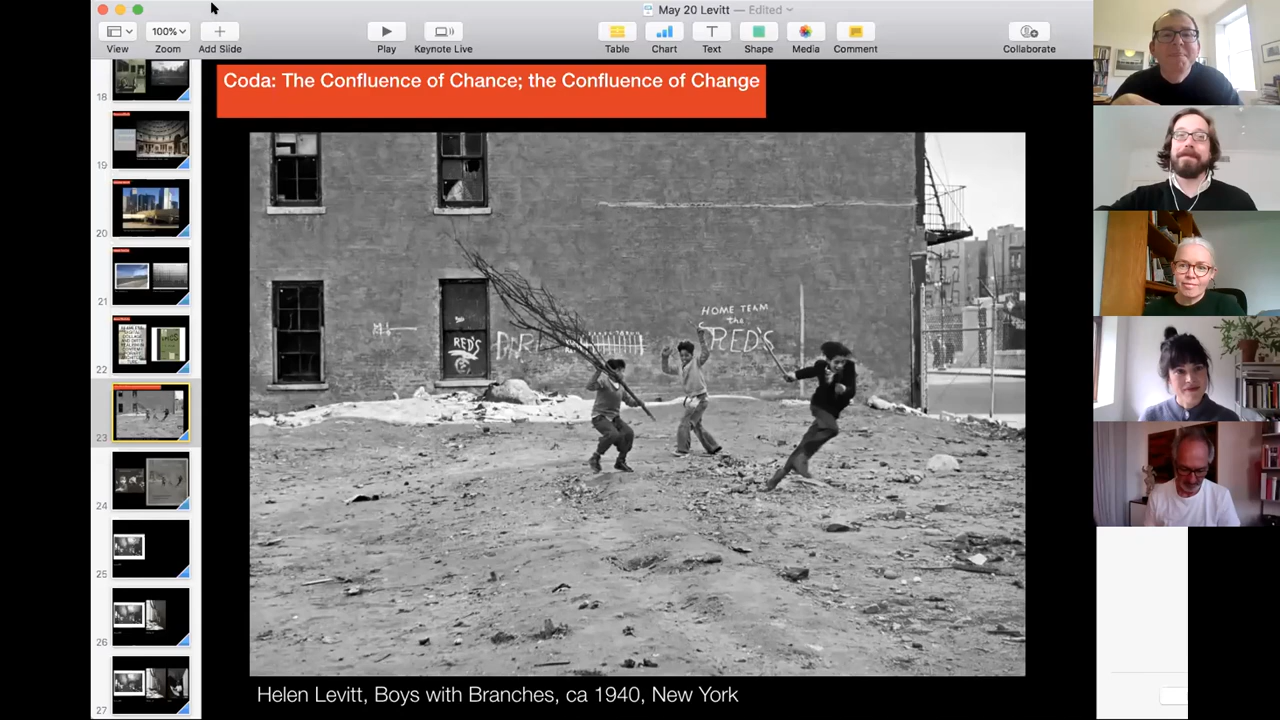 May 20 Levitt — Edited
100%
View
Zoom
Add Slide
Play
Keynote Live
Table
Chart
Text
Shape
Media
Comment
Collaborate
18
19
20
21
22
23
24
25
26
27
Coda: The Confluence of Chance; the Confluence of Change
HOME TEAM
the
RED'S
RED'S
Helen Levitt, Boys with Branches, ca 1940, New York